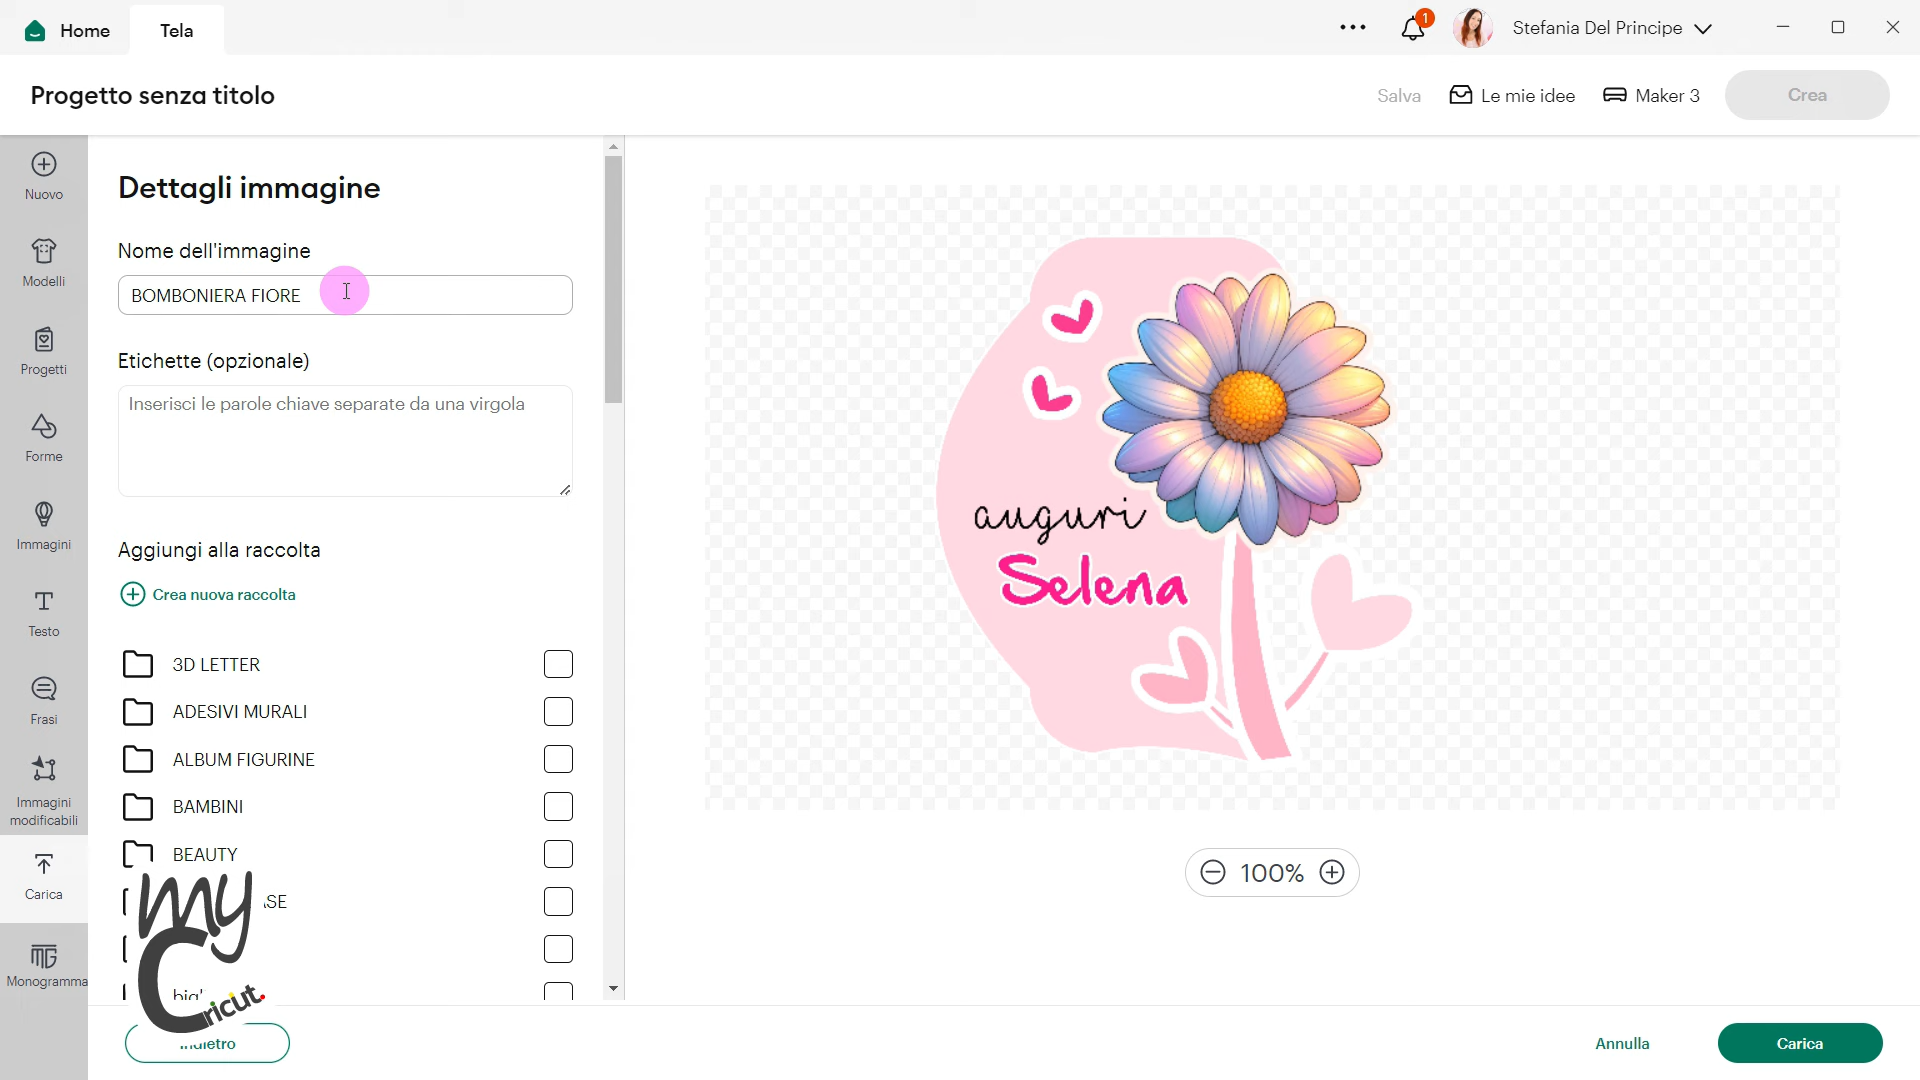 Home
Tela
1
Stefania Del Principe
Progetto senza titolo
Salva
Le mie idee
Maker 3
Crea
Nuovo
Modelli
Progetti
Forme
Immagini
Testo
Frasi
Immagini
modificabili
Carica
Monogramma
Dettagli immagine
Nome dell'immagine
BOMBONIERA FIORE
Etichette (opzionale)
Inserisci le parole chiave separate da una virgola
Aggiungi alla raccolta
Crea nuova raccolta
3D LETTER
ADESIVI MURALI
ALBUM FIGURINE
BAMBINI
BEAUTY
my
Cricut.
auguri
Selena
100%
Annulla
Carica